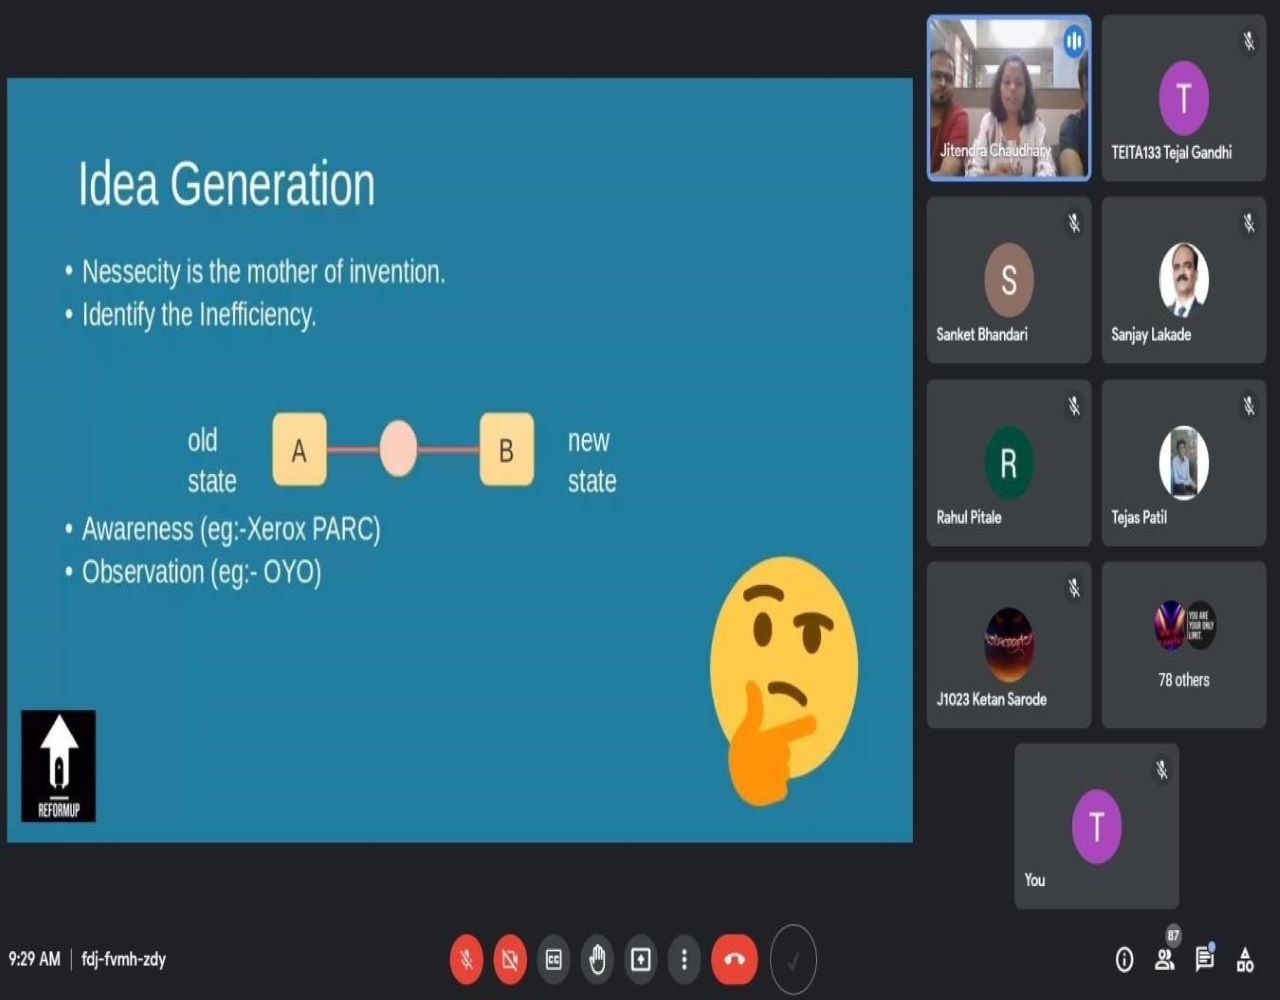 Idea Generation
• Nessecity is the mother of invention.
• Identify the Inefficiency.
old
state
A
B
new
state
• Awareness (eg:-Xerox PARC)
• Observation (eg:- OYO)
REFORMUP
Jitendra Chaudhary
TEITA133 Tejal Gandhi
Sanket Bhandari
S
Sanjay Lakade
R
Rahul Pitale
Tejas Patil
J1023 Ketan Sarode
YOU ARE
YOUR ONLY
LIMIT.
78 others
T
T
You
9:29 AM | fdj-fvmh-zdy
CC
87